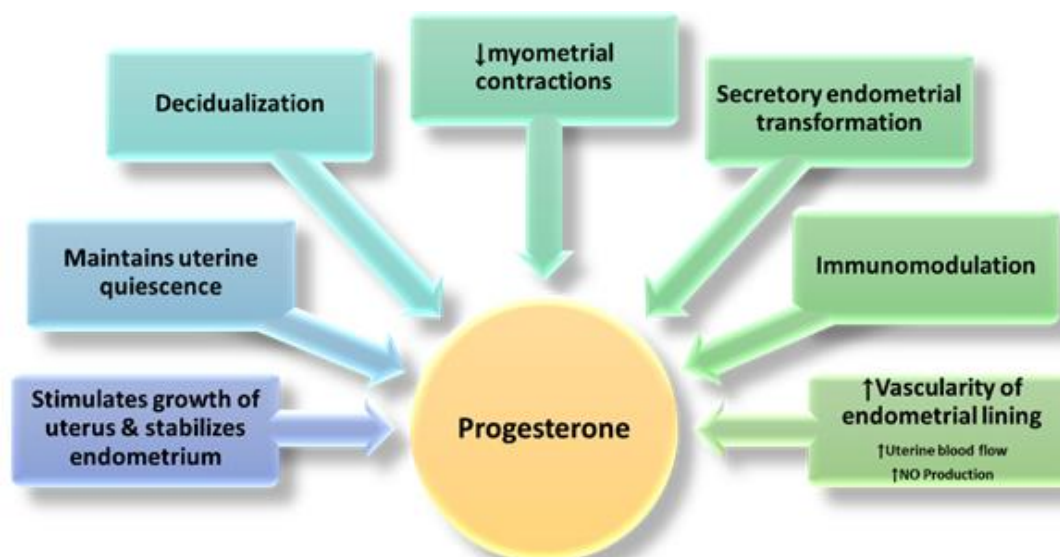 ↓myometrial
contractions
Decidualization
Secretory endometrial
transformation
Maintains uterine
quiescence
Immunomodulation
Stimulates growth of
uterus & stabilizes
endometrium
Progesterone
↑Vascularity of
endometrial lining
↑Uterine blood flow
↑NO Production